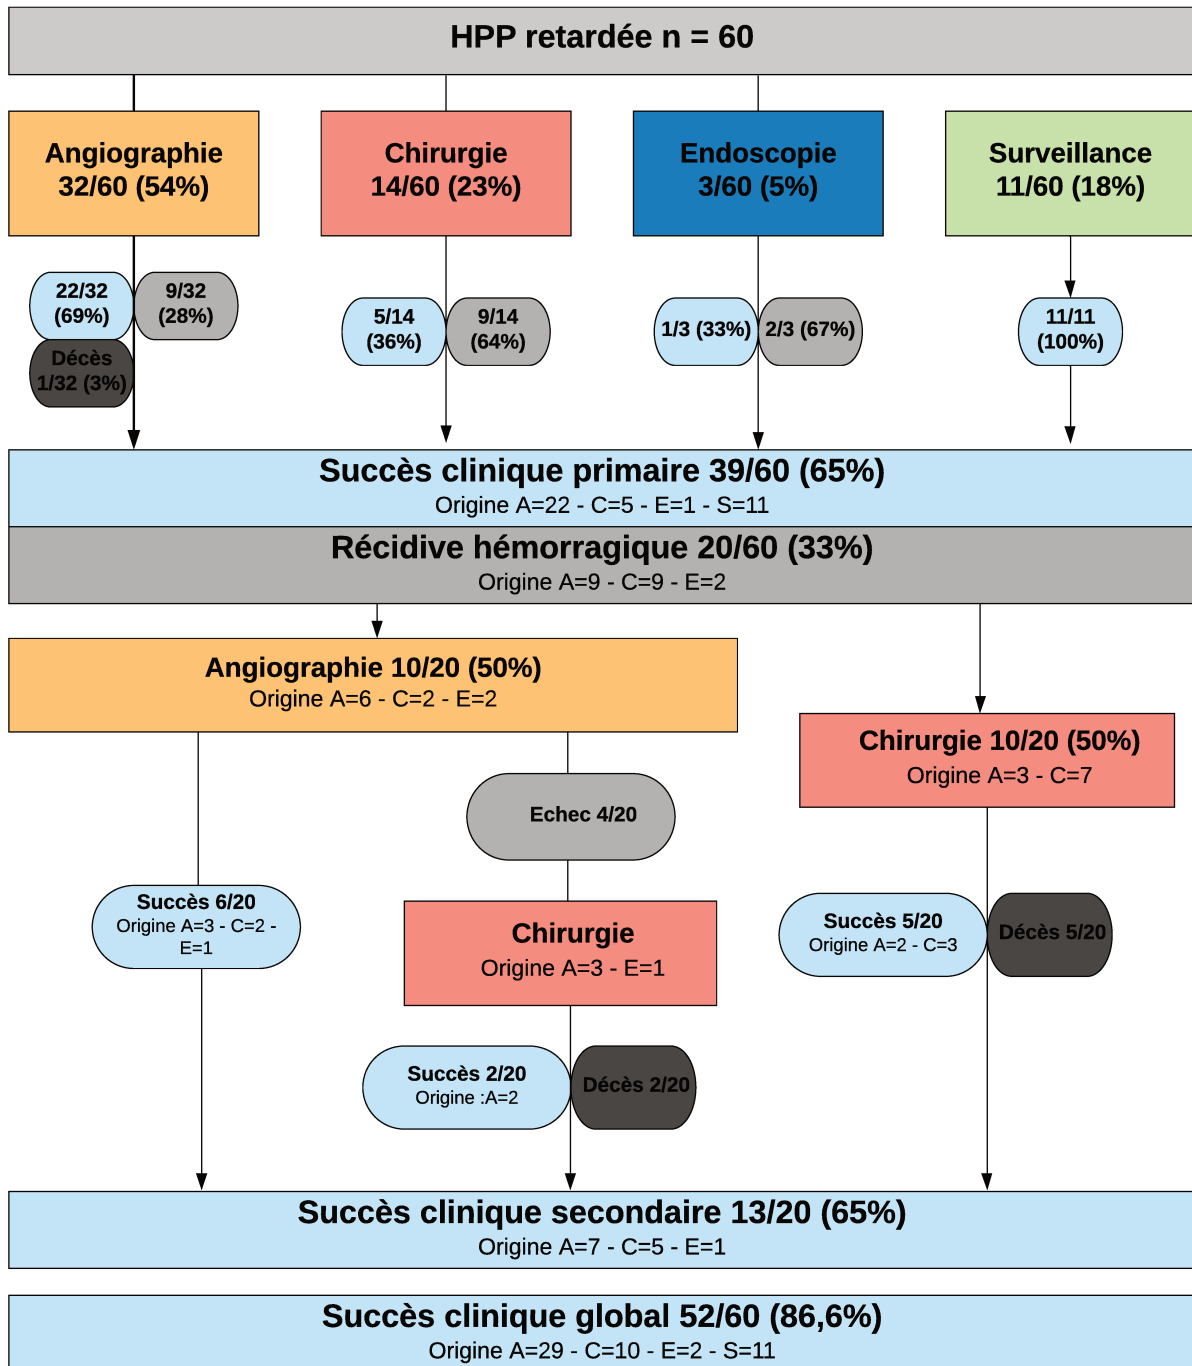 HPP retardée n = 60
Angiographie
32/60 (54%)
Chirurgie
14/60 (23%)
Endoscopie
3/60 (5%)
Surveillance
11/60 (18%)
22/32
(69%)
9/32
(28%)
Décès
1/32 (3%)
5/14
(36%)
9/14
(64%)
1/3 (33%)
2/3 (67%)
11/11
(100%)
Succès clinique primaire 39/60 (65%)
Origine A=22 - C=5 - E=1 - S=11
Récidive hémorragique 20/60 (33%)
Origine A=9 - C=9 - E=2
Angiographie 10/20 (50%)
Origine A=6 - C=2 - E=2
Chirurgie 10/20 (50%)
Origine A=3 - C=7
Echec 4/20
Succès 6/20
Origine A=3 - C=2 -
E=1
Chirurgie
Origine A=3 - E=1
Succès 5/20
Origine A=2 - C=3
Décès 5/20
Succès 2/20
Origine :A=2
Décès 2/20
Succès clinique secondaire 13/20 (65%)
Origine A=7 - C=5 - E=1
Succès clinique global 52/60 (86,6%)
Origine A=29 - C=10 - E=2 - S=11